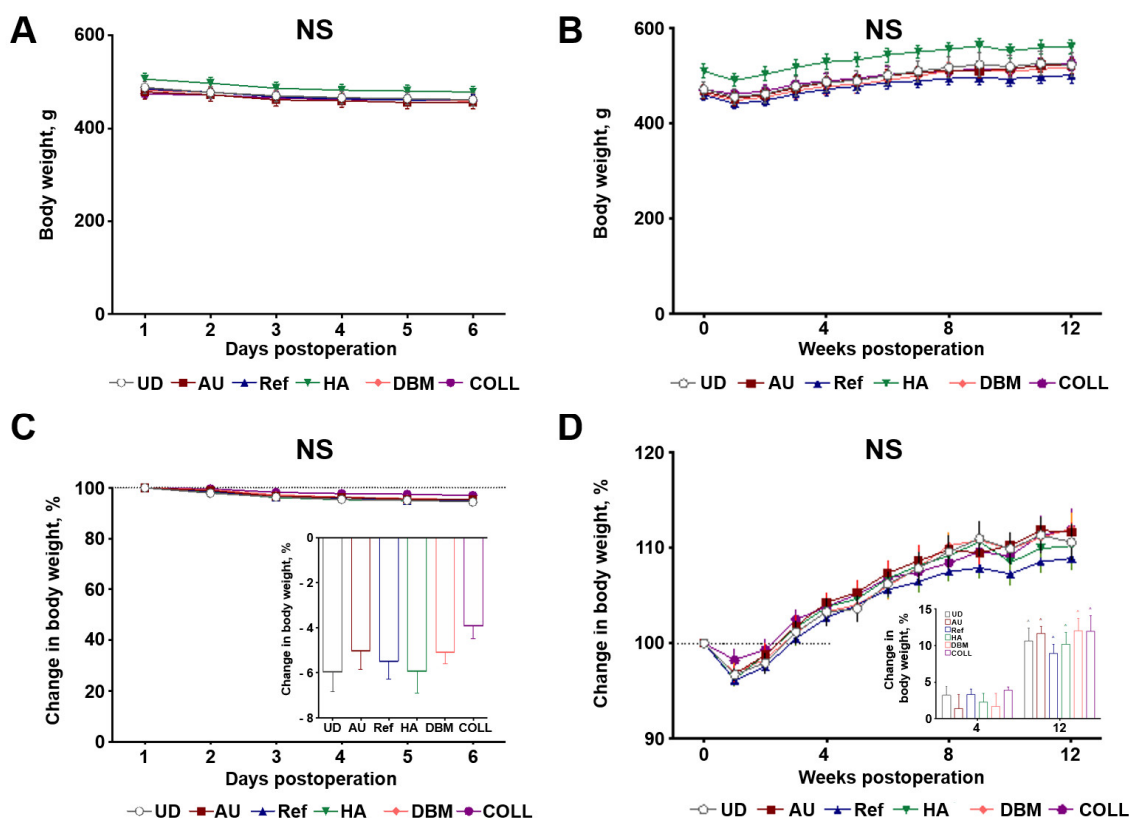 A
NS
600
400
200
0
Body weight, g
1 2 3 4 5 6
Days postoperation
UD AU Ref HA DBM COLL
B
NS
600
400
200
0
Body weight, g
0 4 8 12
Weeks postoperation
UD AU Ref HA DBM COLL
C
NS
100
80
60
40
20
0
Change in body weight, %
0
- 2
- 4
- 6
- 8
Change in body weight, %
UD AU Ref HA DBM COLL
1 2 3 4 5 6
Days postoperation
UD AU Ref HA DBM COLL
D
NS
120
110
100
90
Change in body weight, %
15
10
5
0
Change in
body weight, %
UD
AU
Ref
HA
DBM
COLL
* * * * * *
4 12
0 4 8 12
Weeks postoperation
UD AU Ref HA DBM COLL